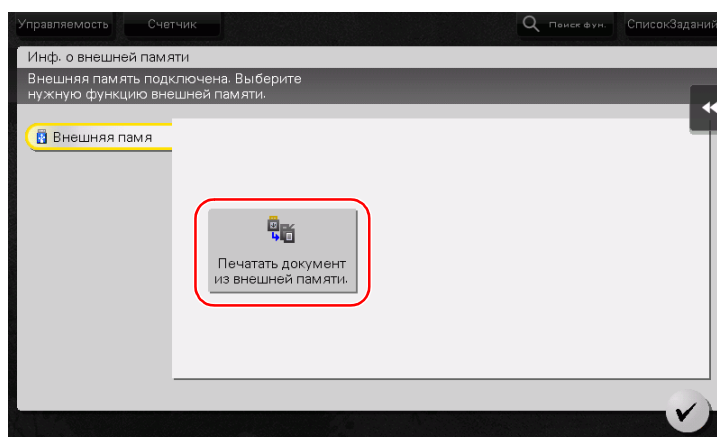 Управляемость Счетчик Поиск фун. СписокЗаданий
Инф. о внешней памяти
Внешняя память подключена. Выберите
нужную функцию внешней памяти.
Внешняя памя
Печатать документ
из внешней памяти.